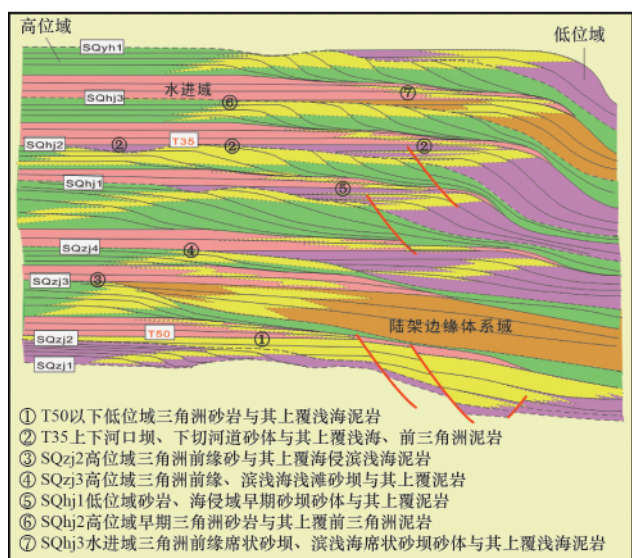 高位域
低位域
SQyh1
水进域
⑦
SQhj3
⑥
T35
SQhj2
②
②
②
SQhj1
⑤
SQzj4
④
SQzj3
③
陆架边缘体系域
T50
SQzj2
①
SQzj1
① T50以下低位域三角洲砂岩与其上覆浅海泥岩
② T35上下河口坝、下切河道砂体与其上覆浅海、前三角洲泥岩
③ SQzj2高位域三角洲前缘砂与其上覆海侵滨浅海泥岩
④ SQzj3高位域三角洲前缘、滨浅海浅滩砂坝与其上覆泥岩
⑤ SQhj1低位域砂岩、海侵域早期砂坝砂体与其上覆泥岩
⑥ SQhj2高位域早期三角洲砂岩与其上覆前三角洲泥岩
⑦ SQhj3水进域三角洲前缘席状砂坝、滨浅海席状砂坝砂体与其上覆浅海泥岩